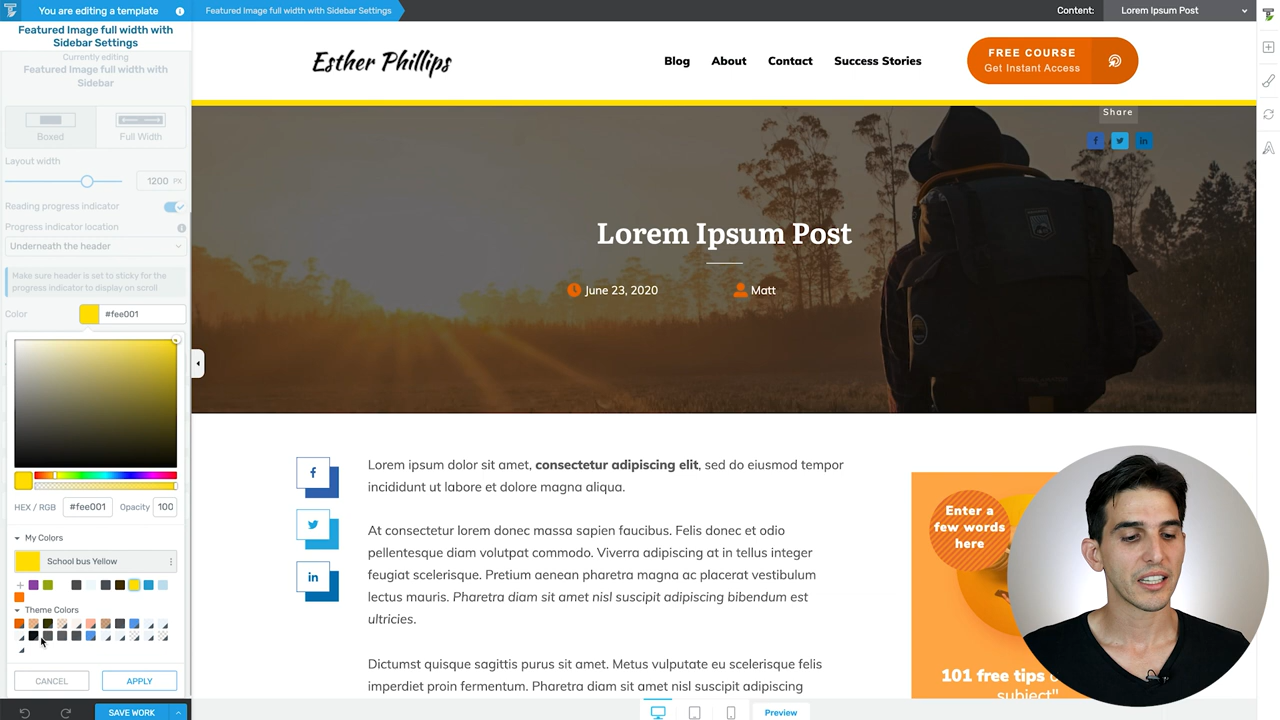 You are editing a template
Featured Image full width with Sidebar Settings
Content:
Lorem Ipsum Post
Featured Image full width with
Sidebar Settings
Currently editing
Featured Image full width with
Sidebar
Boxed
Full Width
Layout width
1200 PX
Reading progress indicator
Progress indicator location
Underneath the header
Make sure header is set to sticky for the
progress indicator to display on scroll
Color
#fee001
HEX / RGB
#fee001
Opacity
100
My Colors
School bus Yellow
Theme Colors
CANCEL
APPLY
SAVE WORK
Esther Phillips
Blog
About
Contact
Success Stories
FREE COURSE
Get Instant Access
Share
Lorem Ipsum Post
June 23, 2020
Matt
Lorem ipsum dolor sit amet, consectetur adipiscing elit, sed do eiusmod tempor
incididunt ut labore et dolore magna aliqua.
At consectetur lorem donec massa sapien faucibus. Felis donec et odio
pellentesque diam volutpat commodo. Viverra adipiscing at in tellus integer
feugiat scelerisque. Pretium aenean pharetra magna ac placerat vestibulum
lectus mauris. Pharetra diam sit amet nisl suscipit adipiscing bibendum est
ultricies.
Dictumst quisque sagittis purus sit amet. Metus vulputate eu scelerisque felis
imperdiet proin fermentum. Pharetra diam sit amet nisl suscipit adipiscing
Enter a
few words
here
101 free tips
subject"
Preview